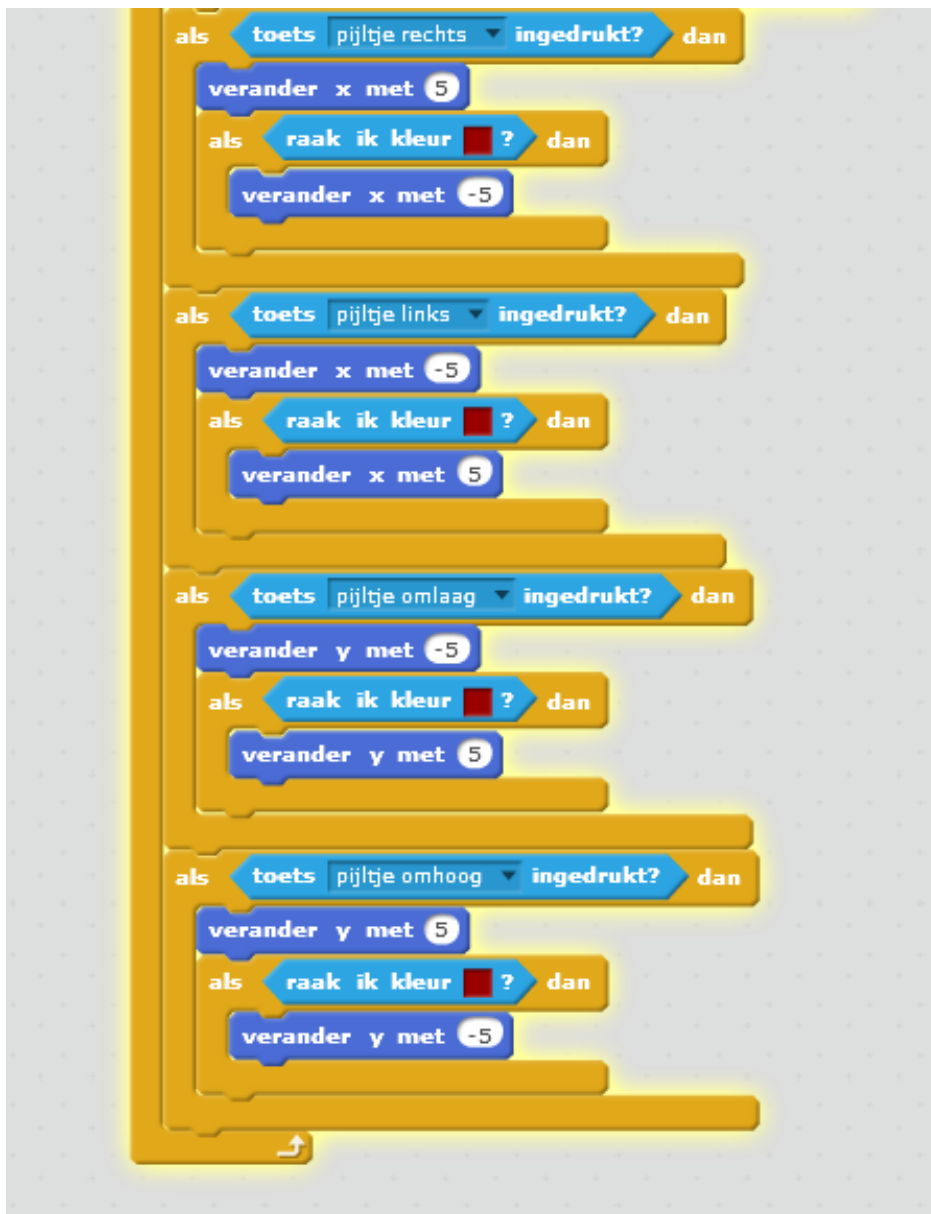 als toets pijltje rechts ingedrukt? dan
verander x met 5
als raak ik kleur ? dan
verander x met -5
als toets pijltje links ingedrukt? dan
verander x met -5
als raak ik kleur ? dan
verander x met 5
als toets pijltje omlaag ingedrukt? dan
verander y met -5
als raak ik kleur ? dan
verander y met 5
als toets pijltje omhoog ingedrukt? dan
verander y met 5
als raak ik kleur ? dan
verander y met -5